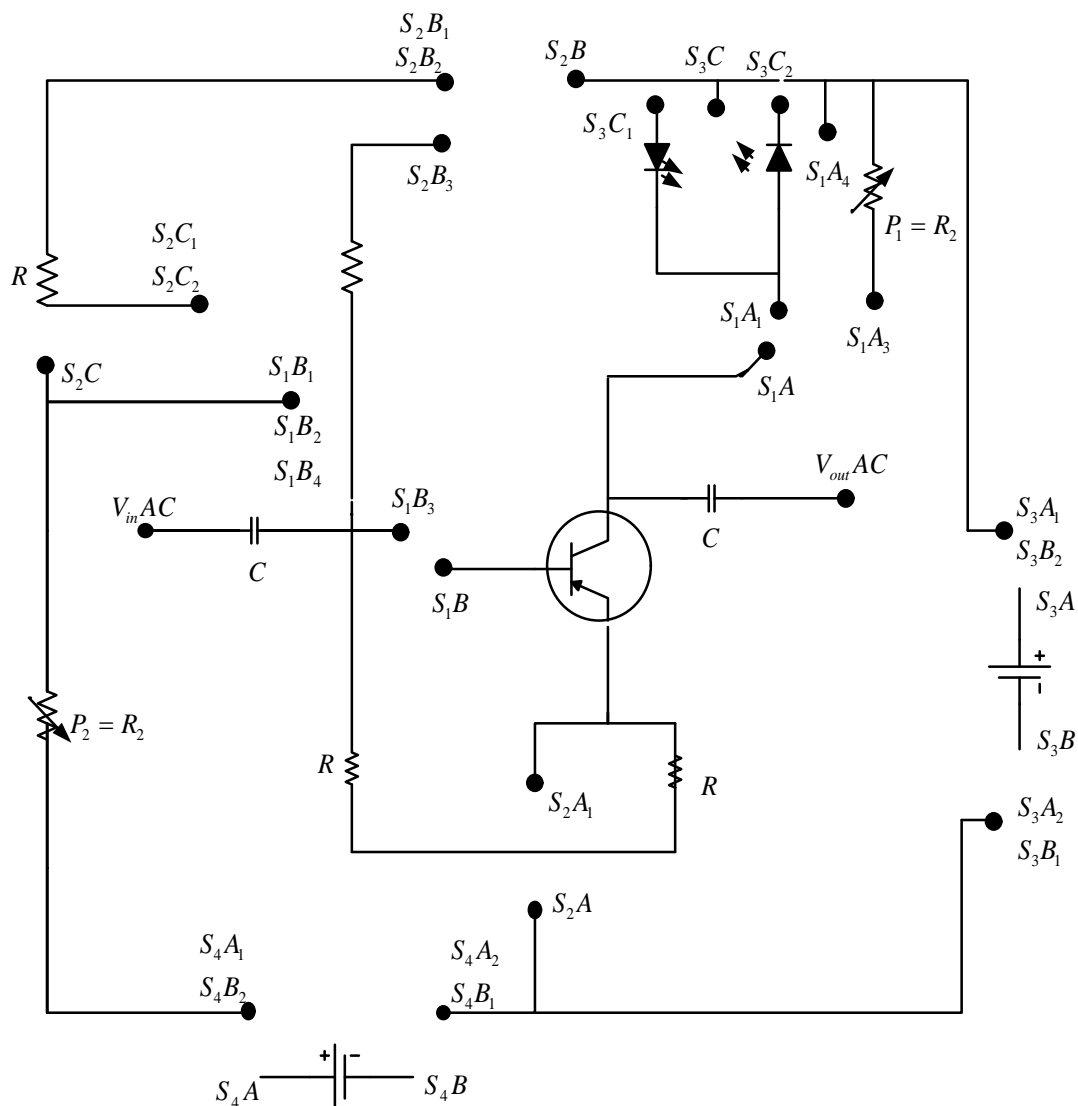 S₂B₁
S₂B₂
S₂B
S₃C
S₃C₂
S₃C₁
S₂B₃
S₁A₄
P₁ = R₂
S₂C₁
S₂C₂
R
S₁A₁
S₁A₃
S₂C
S₁B₁
S₁A
S₁B₂
S₁B₄
VₒᵤₜAC
VᵢₙAC
S₁B₃
C
C
S₃A₁
S₃B₂
S₁B
S₃A
+
P₂ = R₂
S₃B
R
R
S₂A₁
S₃A₂
S₃B₁
S₂A
S₄A₁
S₄A₂
S₄B₂
S₄B₁
+ −
S₄A
S₄B